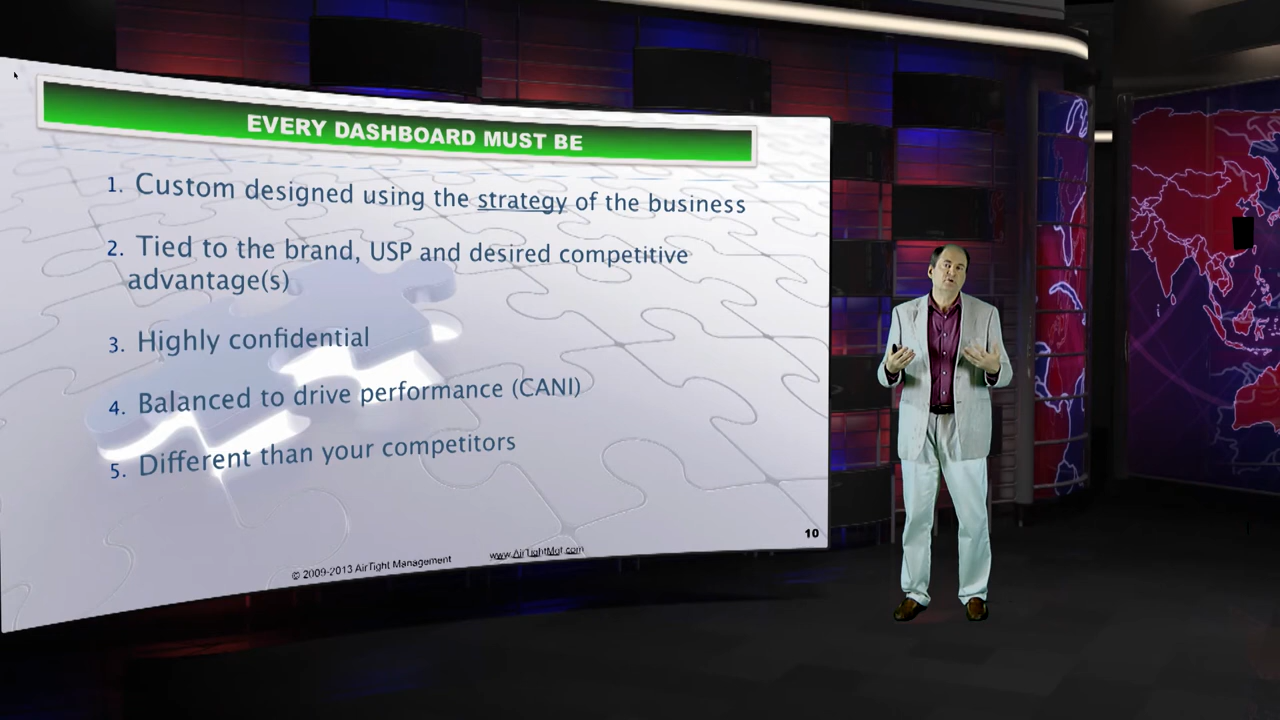 EVERY DASHBOARD MUST BE
1. Custom designed using the strategy of the business
2. Tied to the brand, USP and desired competitive
advantage(s)
3. Highly confidential
4. Balanced to drive performance (CANI)
5. Different than your competitors
10
© 2009-2013 AirTight Management
www.AirTightMgt.com